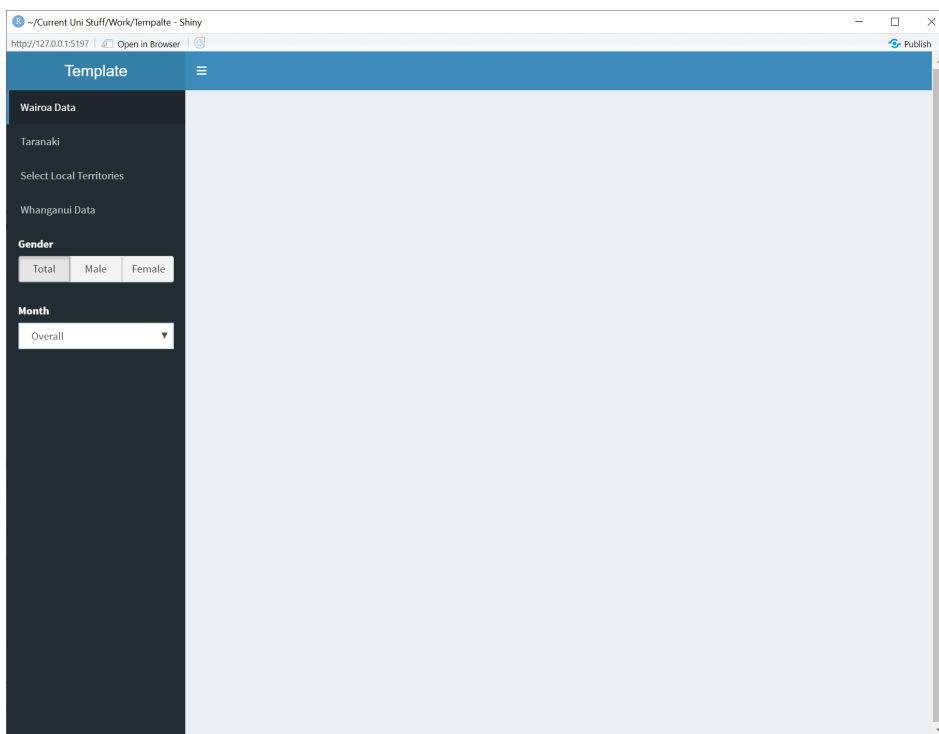 R ~/Current Uni Stuff/Work/Tempalte - Shiny
http://127.0.0.1:5197 Open in Browser Publish
Template
Wairoa Data
Taranaki
Select Local Territories
Whanganui Data
Gender
Total Male Female
Month
Overall